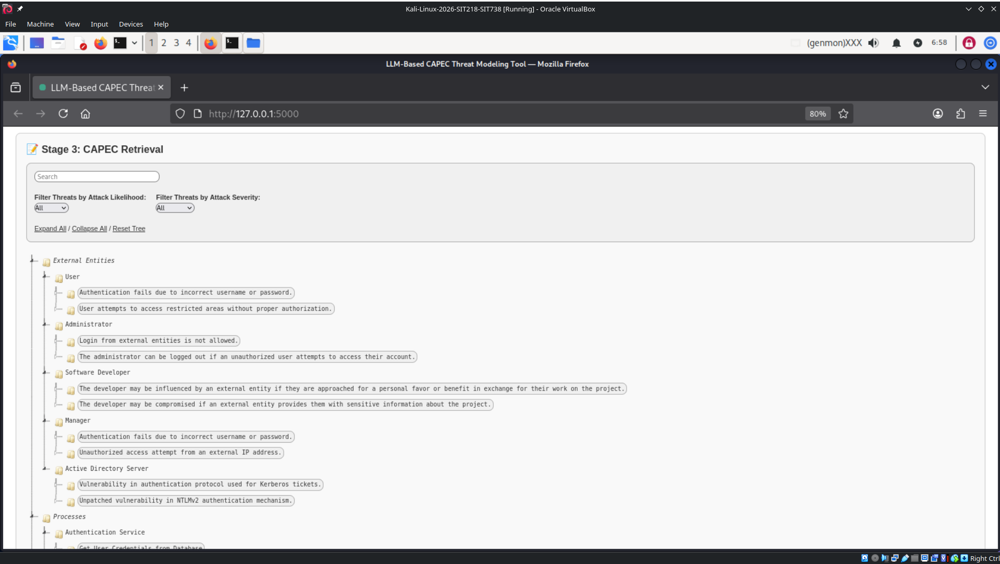 Kali-Linux-2026-SIT218-SIT738 [Running] - Oracle VirtualBox
File Machine View Input Devices Help
1 2 3 4 (genmon)XXX 6:58
LLM-Based CAPEC Threat Modeling Tool — Mozilla Firefox
LLM-Based CAPEC Threat
http://127.0.0.1:5000 80%
Stage 3: CAPEC Retrieval
Search
Filter Threats by Attack Likelihood: Filter Threats by Attack Severity:
All All
Expand All / Collapse All / Reset Tree
External Entities
User
Authentication fails due to incorrect username or password.
User attempts to access restricted areas without proper authorization.
Administrator
Login from external entities is not allowed.
The administrator can be logged out if an unauthorized user attempts to access their account.
Software Developer
The developer may be influenced by an external entity if they are approached for a personal favor or benefit in exchange for their work on the project.
The developer may be compromised if an external entity provides them with sensitive information about the project.
Manager
Authentication fails due to incorrect username or password.
Unauthorized access attempt from an external IP address.
Active Directory Server
Vulnerability in authentication protocol used for Kerberos tickets.
Unpatched vulnerability in NTLMv2 authentication mechanism.
Processes
Authentication Service
Get User Credentials from Database
Right Ctrl